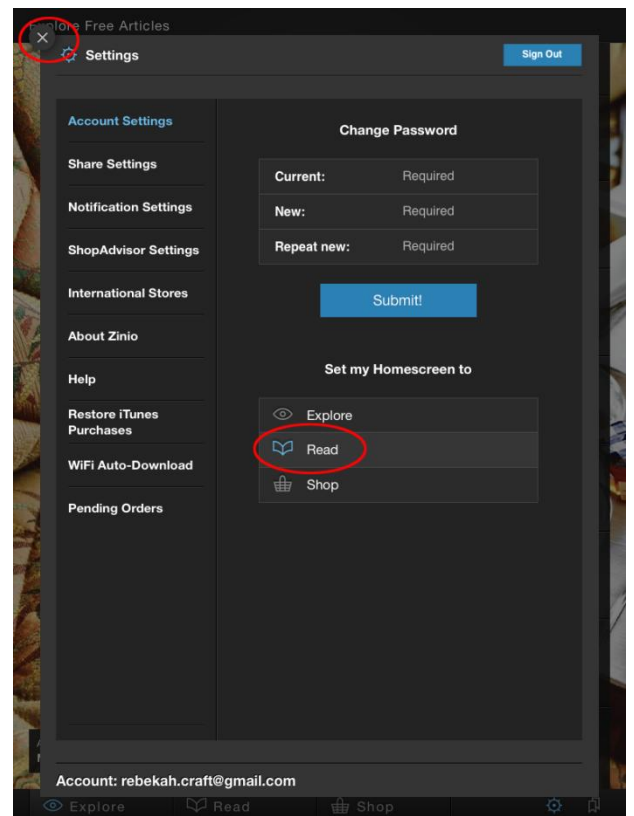 Explore Free Articles
Settings
Sign Out
Account Settings
Share Settings
Notification Settings
ShopAdvisor Settings
International Stores
About Zinio
Help
Restore iTunes
Purchases
WiFi Auto-Download
Pending Orders
Change Password
Current: Required
New: Required
Repeat new: Required
Submit!
Set my Homescreen to
Explore
Read
Shop
Account: rebekah.craft@gmail.com
Explore Read Shop